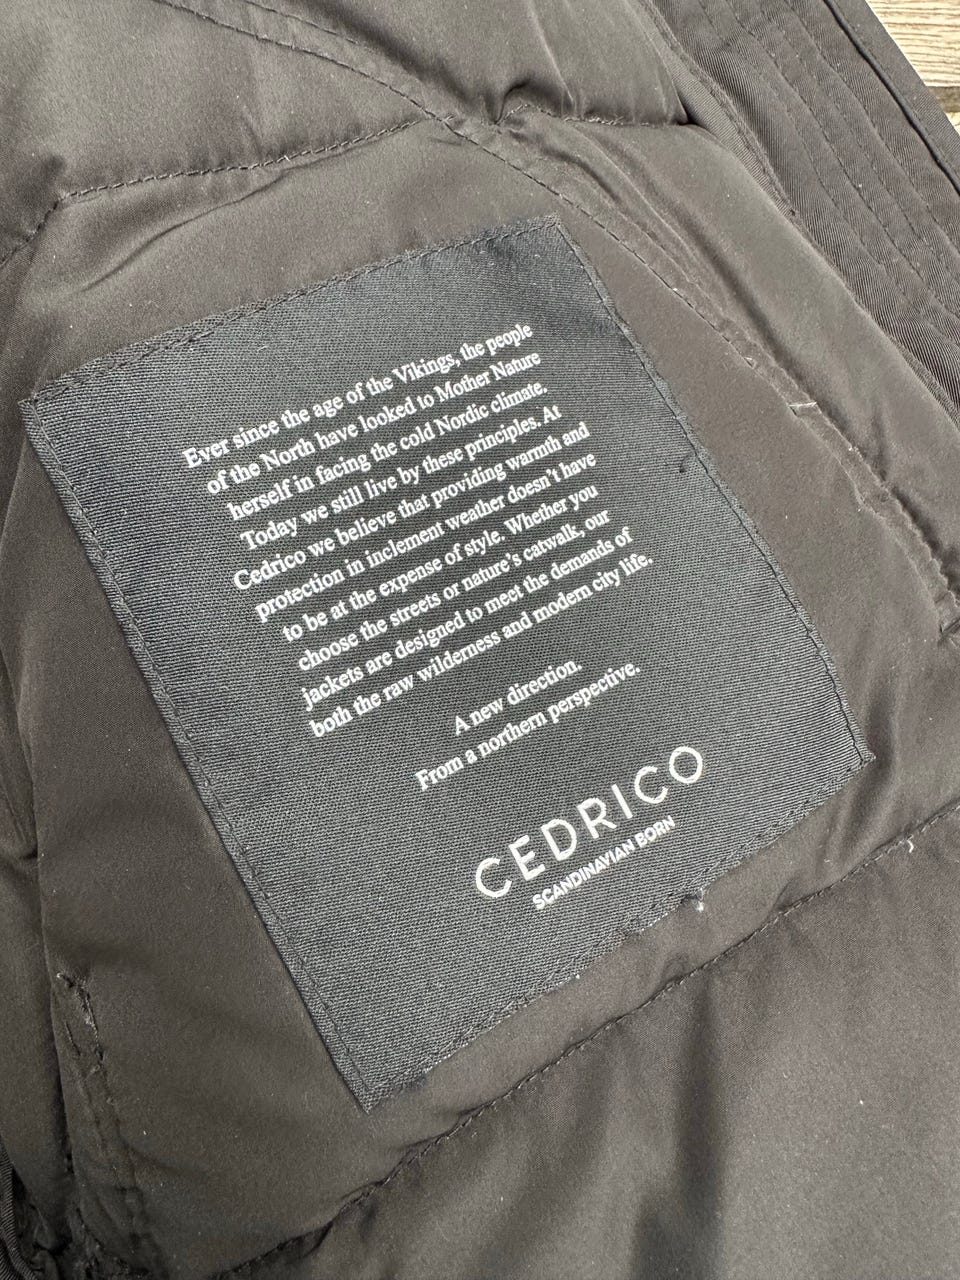 Ever since the age of the Vikings, the people
of the North have looked to Mother Nature
herself in facing the cold Nordic climate.
Today we still live by these principles. At
Cedrico we believe that providing warmth and
protection in inclement weather doesn't have
to be at the expense of style. Whether you
choose the streets or nature's catwalk, our
jackets are designed to meet the demands of
both the raw wilderness and modern city life.
A new direction.
From a northern perspective.
CEDRICO
SCANDINAVIAN BORN